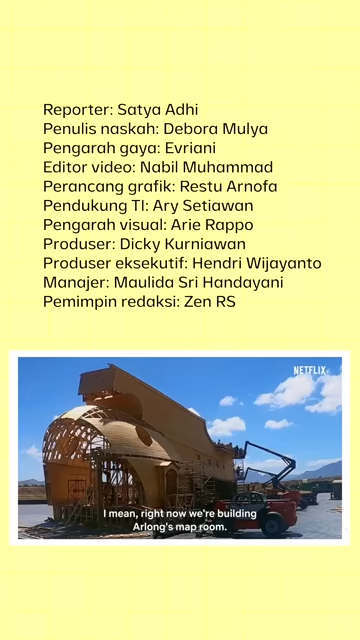 Reporter: Satya Adhi
Penulis naskah: Debora Mulya
Pengarah gaya: Evriani
Editor video: Nabil Muhammad
Perancang grafik: Restu Arnofa
Pendukung TI: Ary Setiawan
Pengarah visual: Arie Rappo
Produser: Dicky Kurniawan
Produser eksekutif: Hendri Wijayanto
Manajer: Maulida Sri Handayani
Pemimpin redaksi: Zen RS
NETFLIX
I mean, right now we're building
Arlong's map room.